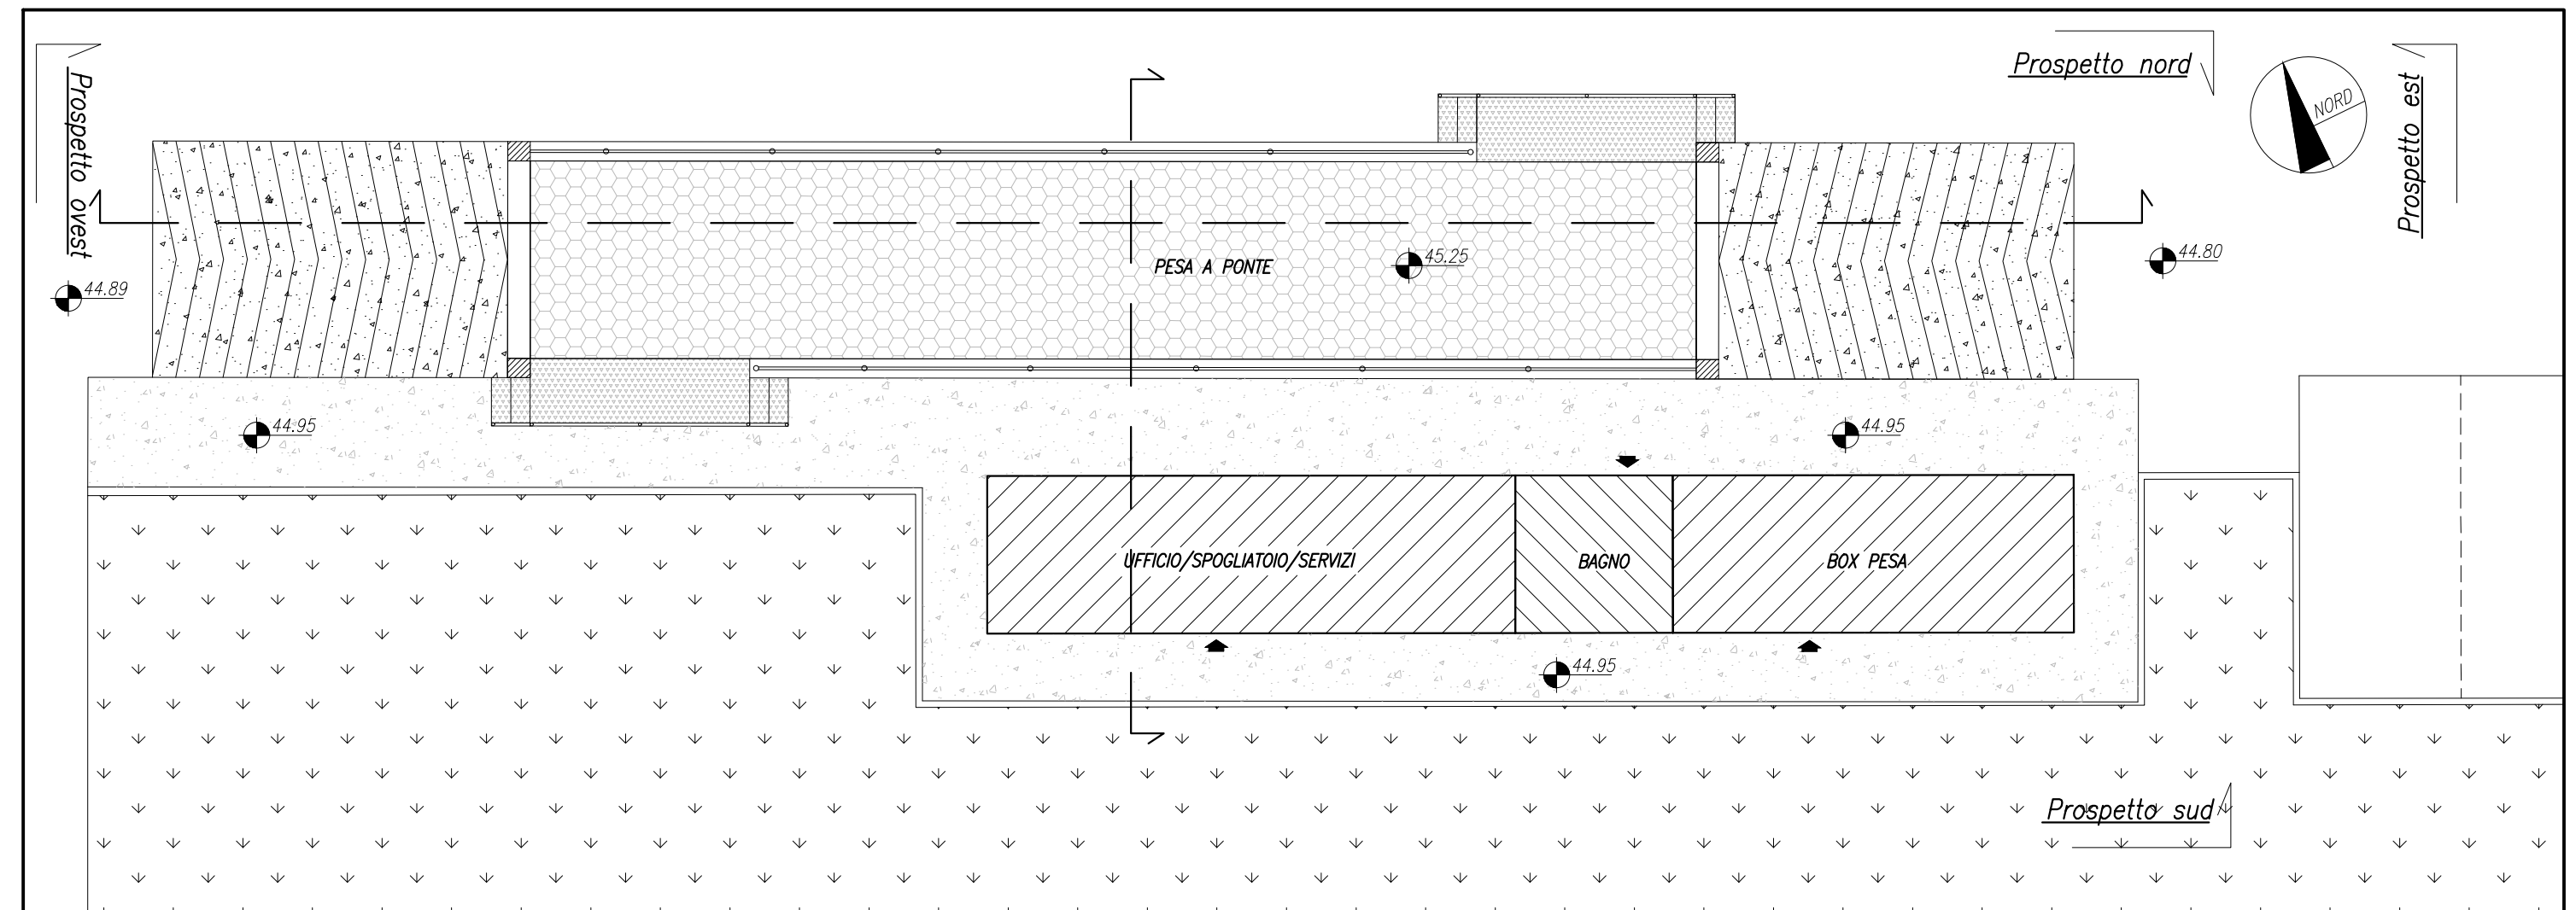 Prospetto nord
Prospetto ovest
Prospetto est
NORD
PESA A PONTE
45.25
44.80
44.89
44.95
44.95
UFFICIO/SPOGLIATOIO/SERVIZI
BAGNO
BOX PESA
44.95
Prospetto sud